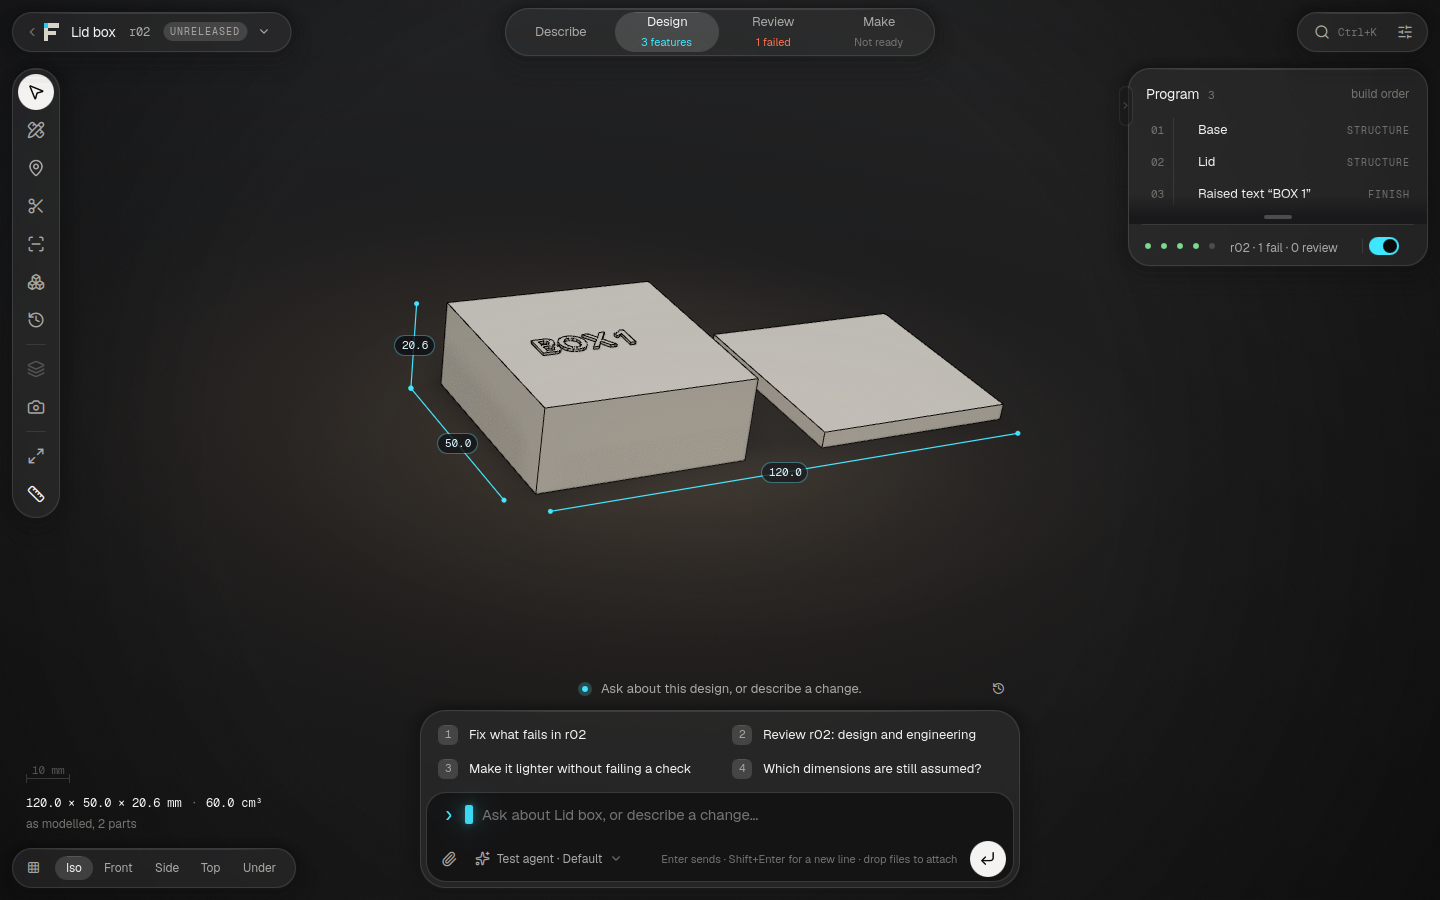 Lid box r02 UNRELEASED
Describe
Design
3 features
Review
1 failed
Make
Not ready
Ctrl+K
Program 3 build order
01 Base STRUCTURE
02 Lid STRUCTURE
03 Raised text “BOX 1” FINISH
r02 · 1 fail · 0 review
BOX 1
20.6
50.0
120.0
Ask about this design, or describe a change.
1 Fix what fails in r02
2 Review r02: design and engineering
3 Make it lighter without failing a check
4 Which dimensions are still assumed?
Ask about Lid box, or describe a change...
Test agent · Default
Enter sends · Shift+Enter for a new line · drop files to attach
10 mm
120.0 × 50.0 × 20.6 mm · 60.0 cm³
as modelled, 2 parts
Iso Front Side Top Under